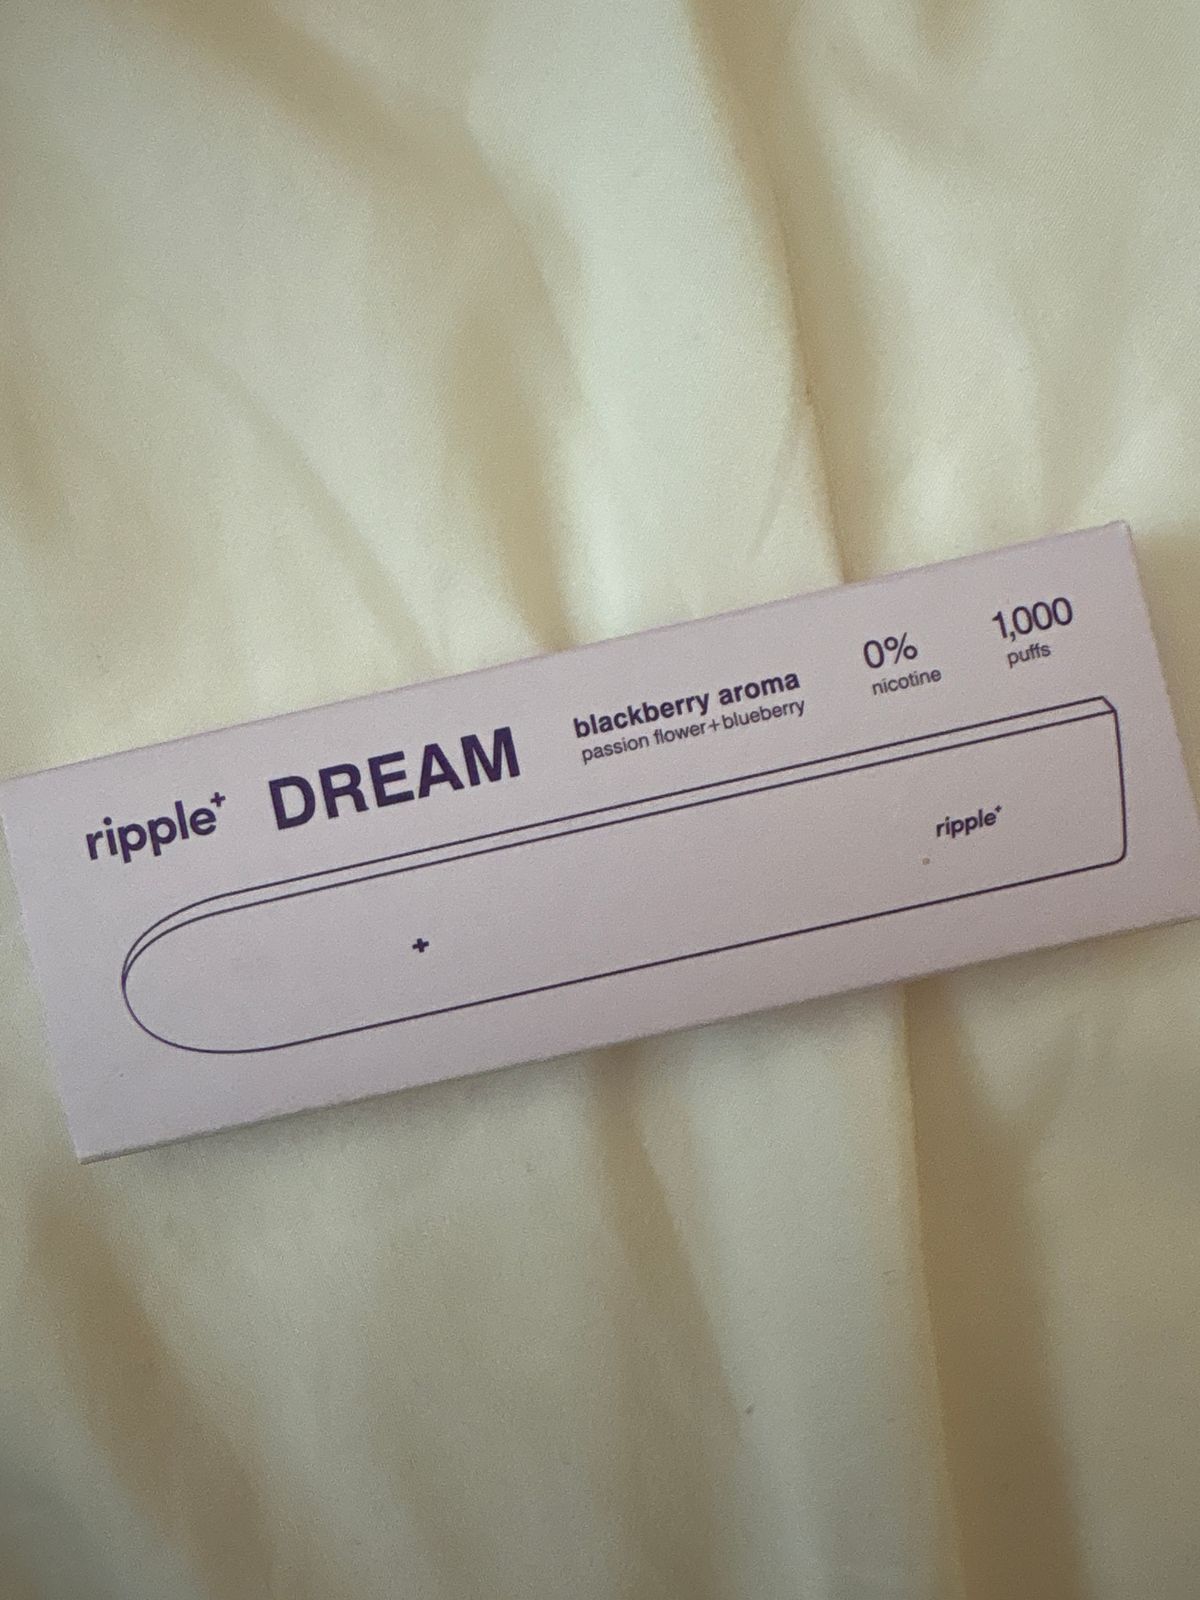 ripple+ DREAM
blackberry aroma
passion flower+blueberry
0%
nicotine
1,000
puffs
ripple+
+